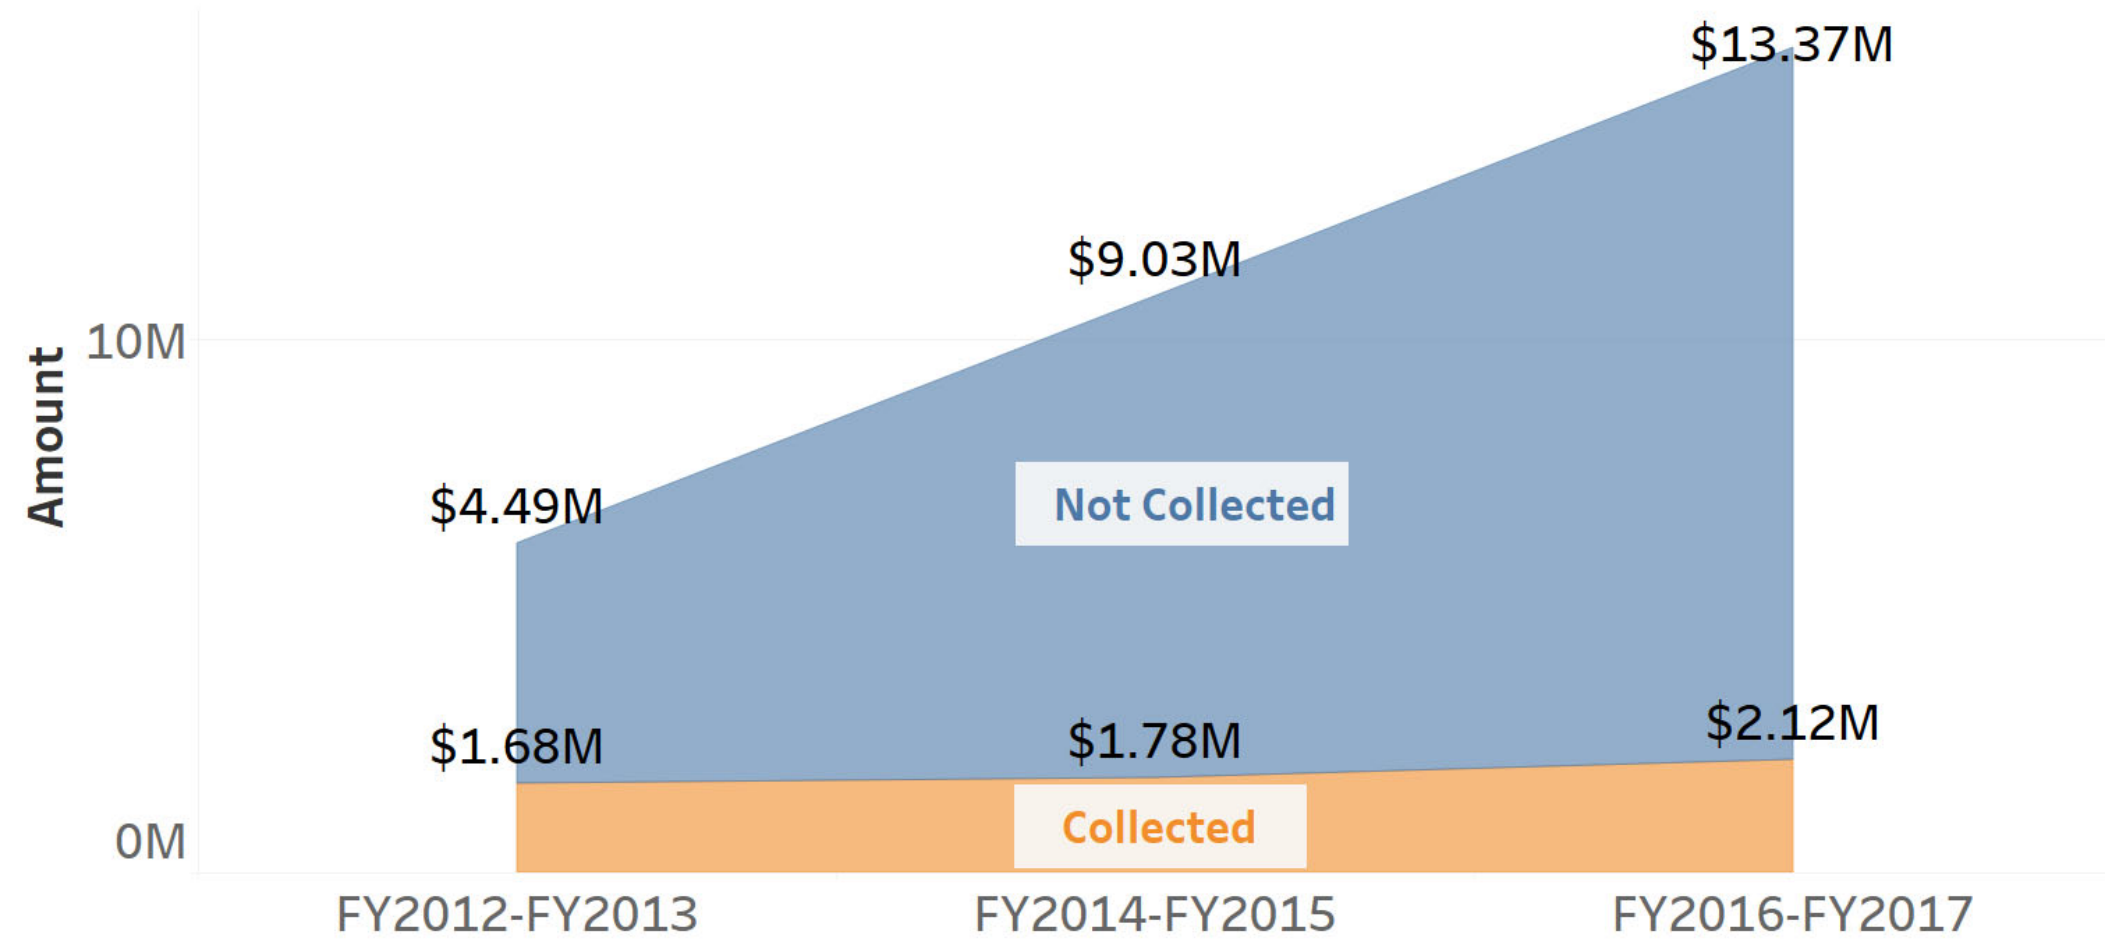 $13.37M
$9.03M
10M
Amount
$4.49M
Not Collected
$1.68M
$1.78M
$2.12M
Collected
0M
FY2012-FY2013
FY2014-FY2015
FY2016-FY2017